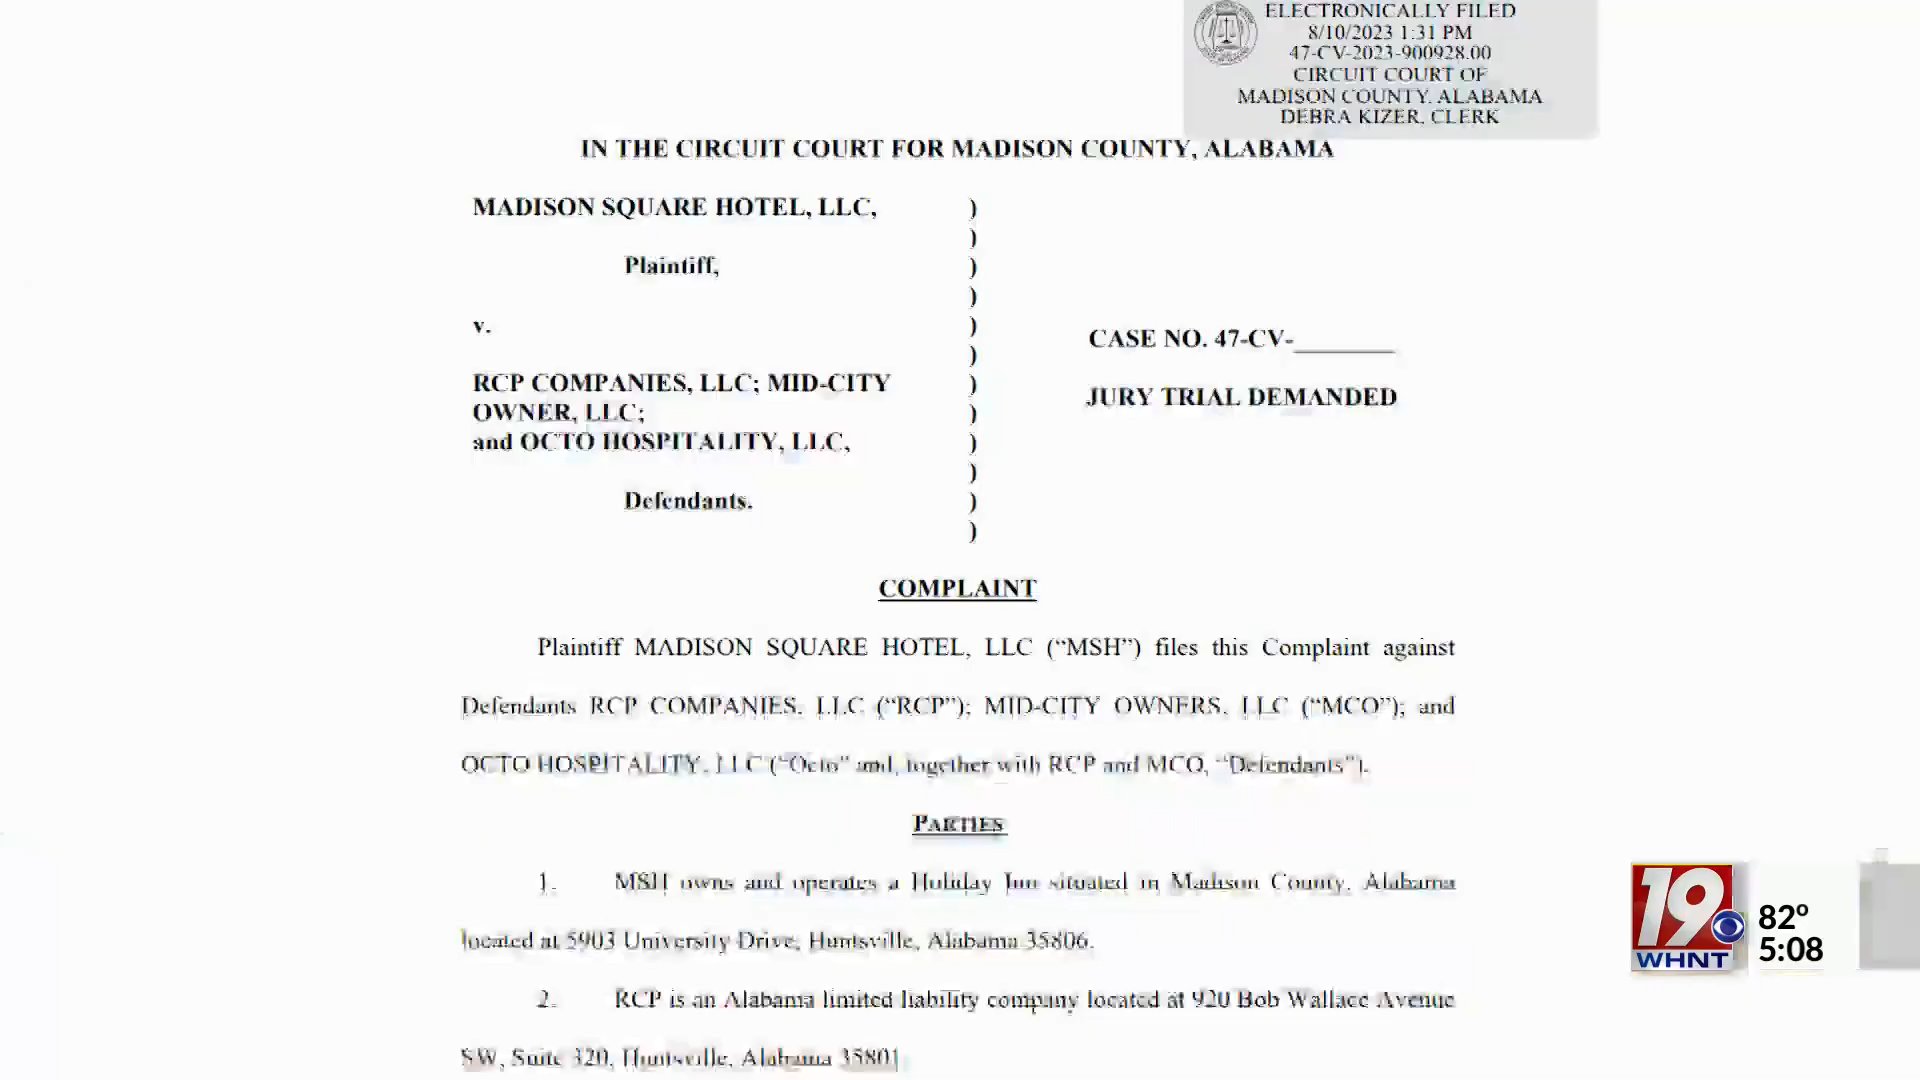 ELECTRONICALLY FILED
8/10/2023 1:31 PM
47-CV-2023-900928.00
CIRCUIT COURT OF
MADISON COUNTY, ALABAMA
DEBRA KIZER, CLERK
IN THE CIRCUIT COURT FOR MADISON COUNTY, ALABAMA
MADISON SQUARE HOTEL, LLC, )
)
Plaintiff, )
)
v. )
)
CASE NO. 47-CV-________
RCP COMPANIES, LLC; MID-CITY )
OWNER, LLC; )
JURY TRIAL DEMANDED
and OCTO HOSPITALITY, LLC, )
)
Defendants. )
)
COMPLAINT
Plaintiff MADISON SQUARE HOTEL, LLC (“MSH”) files this Complaint against
Defendants RCP COMPANIES, LLC (“RCP”); MID-CITY OWNERS, LLC (“MCO”); and
OCTO HOSPITALITY, LLC (“Octo” and, together with RCP and MCO, “Defendants”).
PARTIES
1. MSH owns and operates a Holiday Inn situated in Madison County, Alabama
located at 5903 University Drive, Huntsville, Alabama 35806.
2. RCP is an Alabama limited liability company located at 920 Bob Wallace Avenue
SW, Suite 320, Huntsville, Alabama 35801
19
WHNT
82°
5:08